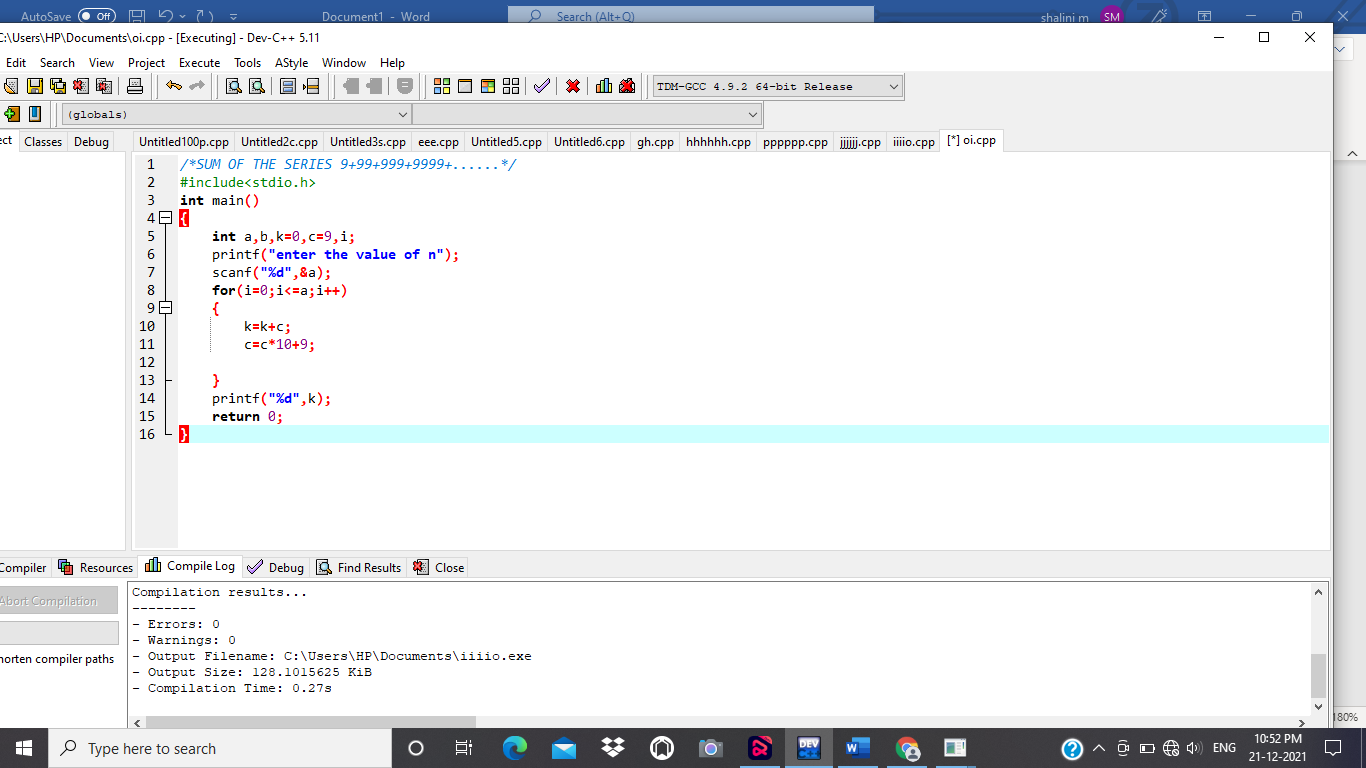 AutoSave Off Document1 - Word Search (Alt+Q) shalini m SM
C:\Users\HP\Documents\oi.cpp - [Executing] - Dev-C++ 5.11
Edit Search View Project Execute Tools AStyle Window Help
TDM-GCC 4.9.2 64-bit Release
(globals)
ect Classes Debug Untitled100p.cpp Untitled2c.cpp Untitled3s.cpp eee.cpp Untitled5.cpp Untitled6.cpp gh.cpp hhhhhh.cpp pppppp.cpp jjjjjj.cpp iiiio.cpp [*] oi.cpp
1 /*SUM OF THE SERIES 9+99+999+9999+......*/
2 #include<stdio.h>
3 int main()
4 {
5 int a,b,k=0,c=9,i;
6 printf("enter the value of n");
7 scanf("%d",&a);
8 for(i=0;i<=a;i++)
9 {
10 k=k+c;
11 c=c*10+9;
12
13 }
14 printf("%d",k);
15 return 0;
16 }
Compiler Resources Compile Log Debug Find Results Close
Abort Compilation
horten compiler paths
Compilation results...
--------
- Errors: 0
- Warnings: 0
- Output Filename: C:\Users\HP\Documents\iiiio.exe
- Output Size: 128.1015625 KiB
- Compilation Time: 0.27s
180%
Type here to search DEV C++ ENG 10:52 PM
21-12-2021